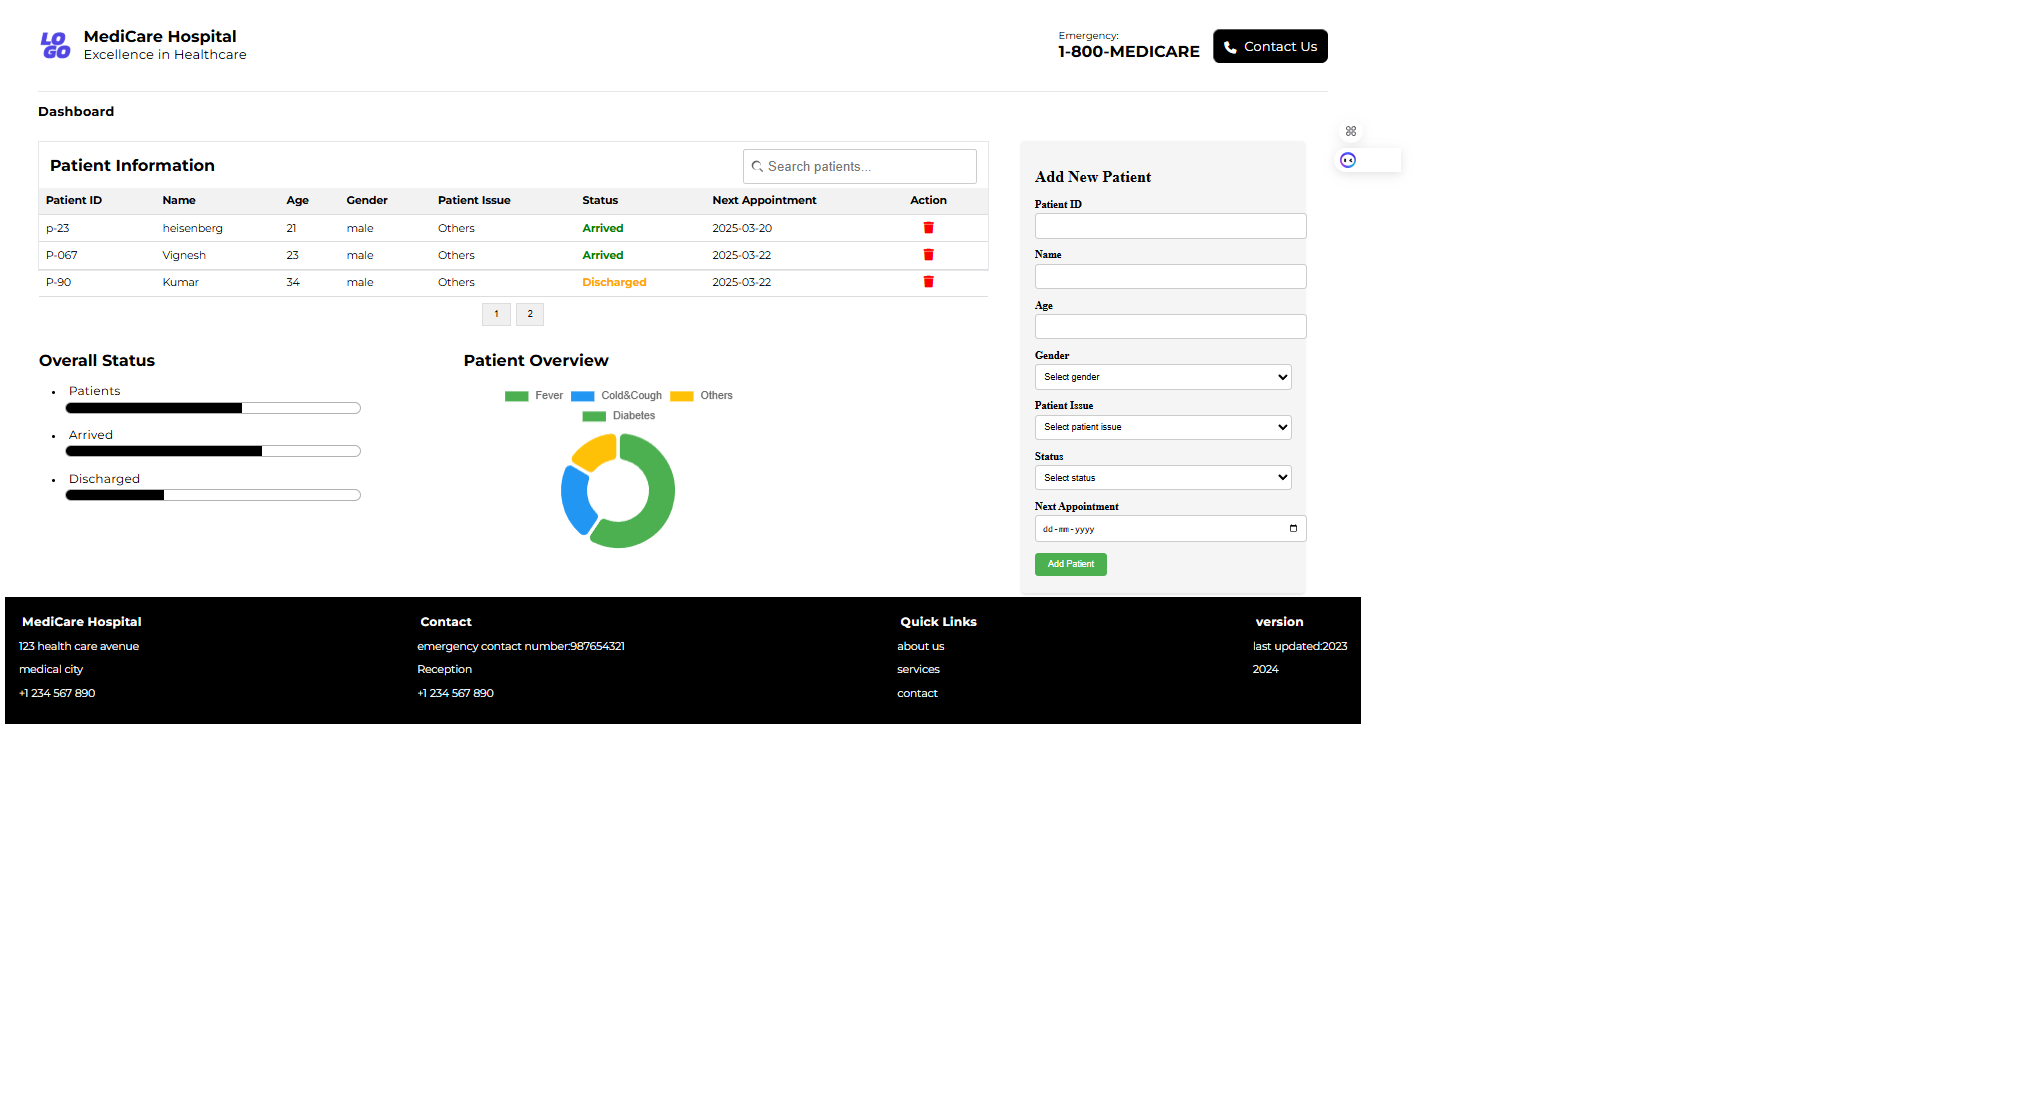 LO
GO
MediCare Hospital
Excellence in Healthcare
Emergency:
1-800-MEDICARE
Contact Us
Dashboard
Patient Information
Search patients...
Patient ID Name Age Gender Patient Issue Status Next Appointment Action
p-23 heisenberg 21 male Others Arrived 2025-03-20
P-067 Vignesh 23 male Others Arrived 2025-03-22
P-90 Kumar 34 male Others Discharged 2025-03-22
1 2
Overall Status
Patients
Arrived
Discharged
Patient Overview
Fever Cold&Cough Others
Diabetes
Add New Patient
Patient ID
Name
Age
Gender
Select gender
Patient Issue
Select patient issue
Status
Select status
Next Appointment
dd-mm-yyyy
Add Patient
MediCare Hospital
123 health care avenue
medical city
+1 234 567 890
Contact
emergency contact number:987654321
Reception
+1 234 567 890
Quick Links
about us
services
contact
version
last updated:2023
2024